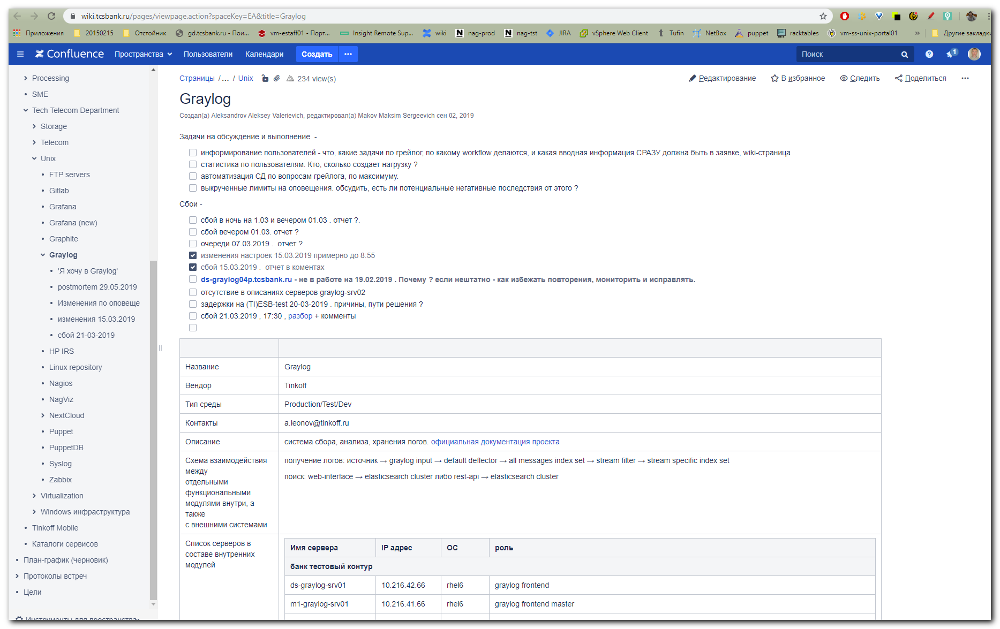 wiki.tcsbank.ru/pages/viewpage.action?spaceKey=EA&title=Graylog
Приложения
20150215
Отстойник
gd.tcsbank.ru - Пои...
vm-estaff01 - Порт...
Insight Remote Sup...
wiki
nag-prod
nag-tst
JIRA
vSphere Web Client
Tufin
NetBox
puppet
racktables
vm-ss-unix-portal01
»
Другие закладки
Confluence
Пространства
Пользователи
Календари
Создать
...
Поиск
1
Processing
SME
Tech Telecom Department
Storage
Telecom
Unix
FTP servers
Gitlab
Grafana
Grafana (new)
Graphite
Graylog
'Я хочу в Graylog'
postmortem 29.05.2019
Изменения по оповеще
изменения 15.03.2019
сбой 21-03-2019
HP IRS
Linux repository
Nagios
NagViz
NextCloud
Puppet
PuppetDB
Syslog
Zabbix
Virtualization
Windows инфраструктура
Tinkoff Mobile
Каталоги сервисов
План-график (черновик)
Протоколы встреч
Цели
Инструменты для пространства
Страницы /... / Unix 234 view(s)
Редактирование
В избранное
Следить
Поделиться
...
Graylog
Создал(а) Aleksandrov Aleksey Valerievich, редактировал(а) Makov Maksim Sergeevich сен 02, 2019
Задачи на обсуждение и выполнение -
информирование пользователей - что, какие задачи по грейлог, по какому workflow делаются, и какая вводная информация СРАЗУ должна быть в заявке, wiki-страница
статистика по пользователям. Кто, сколько создает нагрузку ?
автоматизация СД по вопросам грейлога, по максимуму.
выкрученные лимиты на оповещения. обсудить, есть ли потенциальные негативные последствия от этого ?
Сбои -
сбой в ночь на 1.03 и вечером 01.03 . отчет ?.
сбой вечером 01.03. отчет ?
очереди 07.03.2019 . отчет ?
изменения настроек 15.03.2019 примерно до 8:55
сбой 15.03.2019 . отчет в коментах
ds-graylog04p.tcsbank.ru - не в работе на 19.02.2019 . Почему ? если нештатно - как избежать повторения, мониторить и исправлять.
отсутствие в описаниях серверов graylog-srv02
задержки на (TI)ESB-test 20-03-2019 . причины, пути решения ?
сбой 21.03.2019 , 17:30 , разбор + комменты
Название Graylog
Вендор Tinkoff
Тип среды Production/Test/Dev
Контакты a.leonov@tinkoff.ru
Описание система сбора, анализа, хранения логов. официальная документация проекта
Схема взаимодействия
между
отдельными
функциональными
модулями внутри, а
также
с внешними системами
получение логов: источник → graylog input → default deflector → all messages index set → stream filter → stream specific index set
поиск: web-interface → elasticsearch cluster либо rest-api → elasticsearch cluster
Список серверов в
составе внутренних
модулей
Имя сервера IP адрес ОС роль
банк тестовый контур
ds-graylog-srv01 10.216.42.66 rhel6 graylog frontend
m1-graylog-srv01 10.216.41.66 rhel6 graylog frontend master